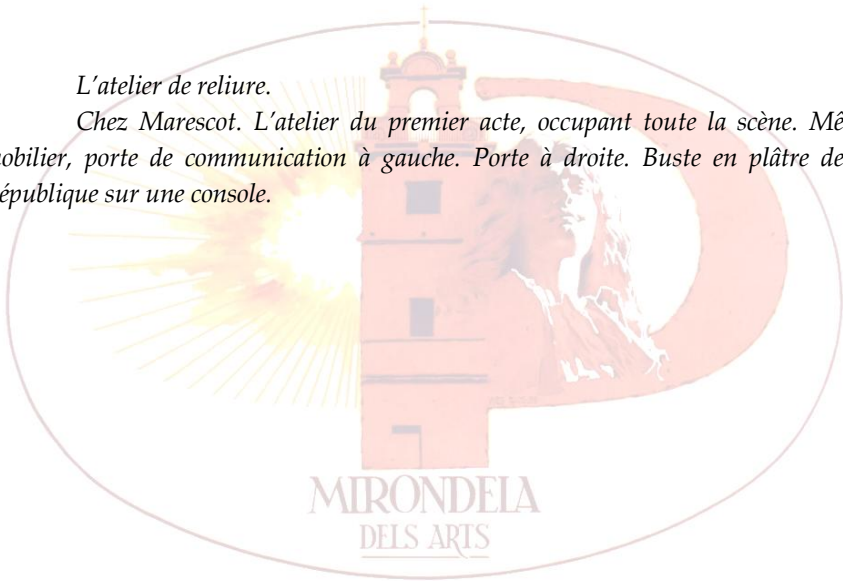 L’atelier de reliure.
Chez Marescot. L’atelier du premier acte, occupant toute la scène. Mê
obilier, porte de communication à gauche. Porte à droite. Buste en plâtre de
épublique sur une console.
MIRONDELA
DELS ARTS